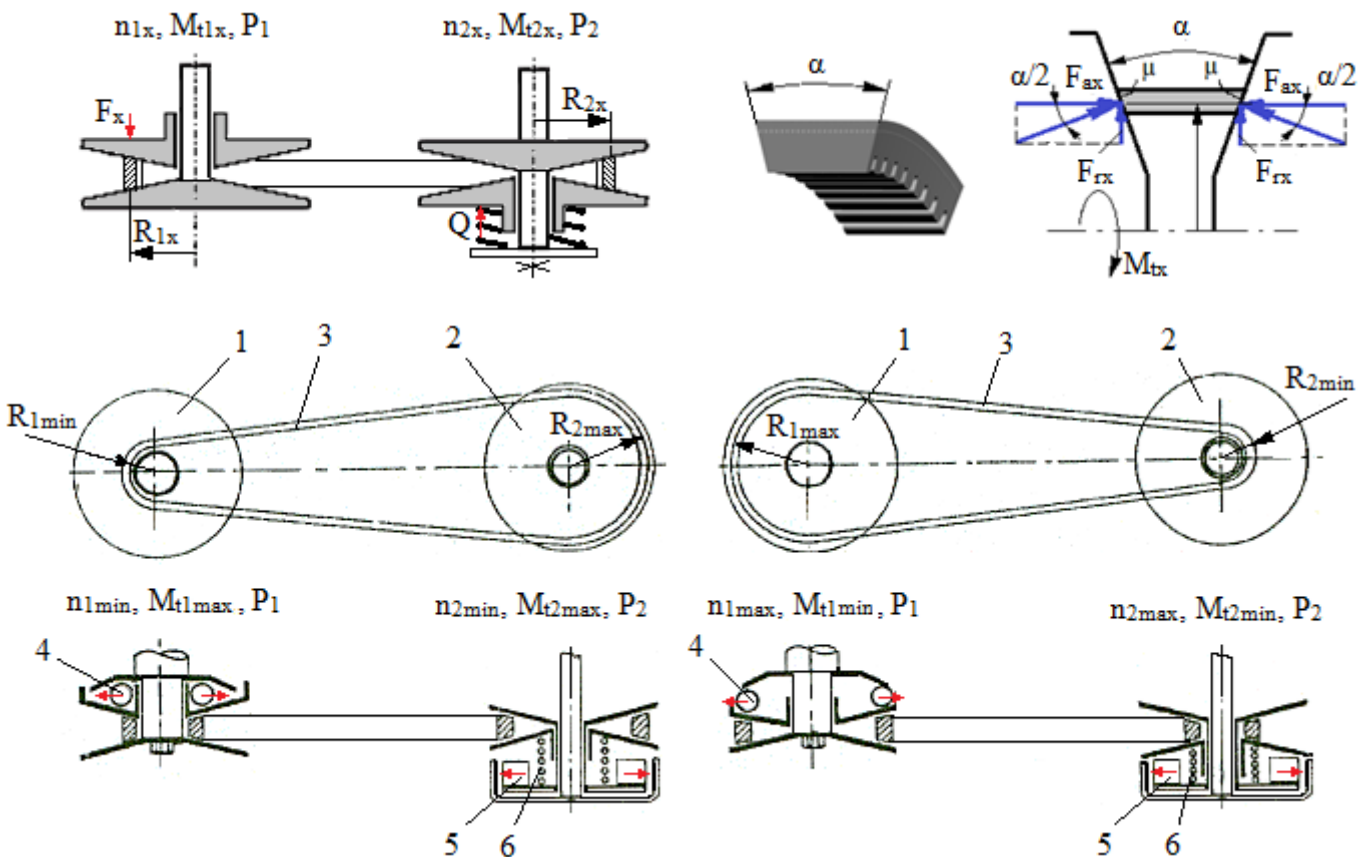 n1x, Mt1x, P1
n2x, Mt2x, P2
α
α
Fx
R2x
Fax
μ
μ
Fax
α/2
α/2
Frx
Frx
Q
R1x
Mtx
1
3
2
1
3
2
R1min
R2max
R1max
R2min
n1min, Mt1max, P1
n2min, Mt2max, P2
n1max, Mt1min, P1
n2max, Mt2min, P2
4
4
5
6
5
6